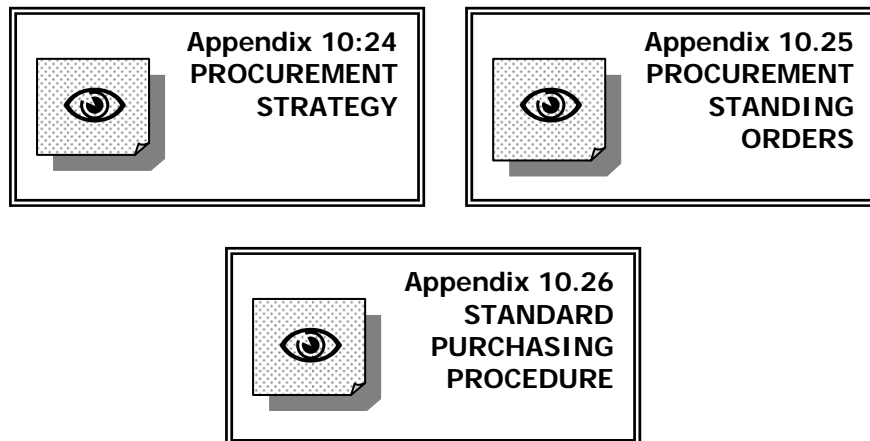 Appendix 10:24
PROCUREMENT
STRATEGY
Appendix 10.25
PROCUREMENT
STANDING
ORDERS
Appendix 10.26
STANDARD
PURCHASING
PROCEDURE